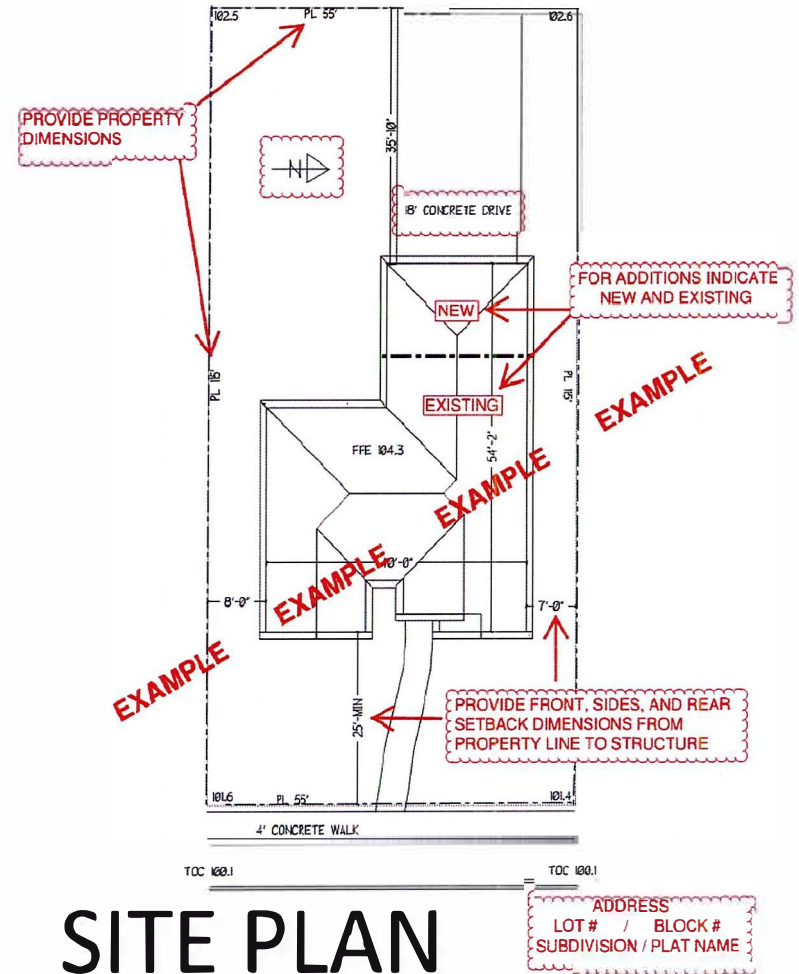 102.5
PL 55'
102.6
PROVIDE PROPERTY
DIMENSIONS
N
35'-10"
18' CONCRETE DRIVE
FOR ADDITIONS INDICATE
NEW AND EXISTING
NEW
PL 115'
PL 115'
EXAMPLE
EXISTING
FFE 104.3
54'-2"
EXAMPLE
EXAMPLE
8'-0"
7'-0"
EXAMPLE
25'-MIN
PROVIDE FRONT, SIDES, AND REAR
SETBACK DIMENSIONS FROM
PROPERTY LINE TO STRUCTURE
101.6
PL 55'
101.4
4' CONCRETE WALK
TOC 100.1
TOC 100.1
SITE PLAN
ADDRESS
LOT # / BLOCK #
SUBDIVISION / PLAT NAME